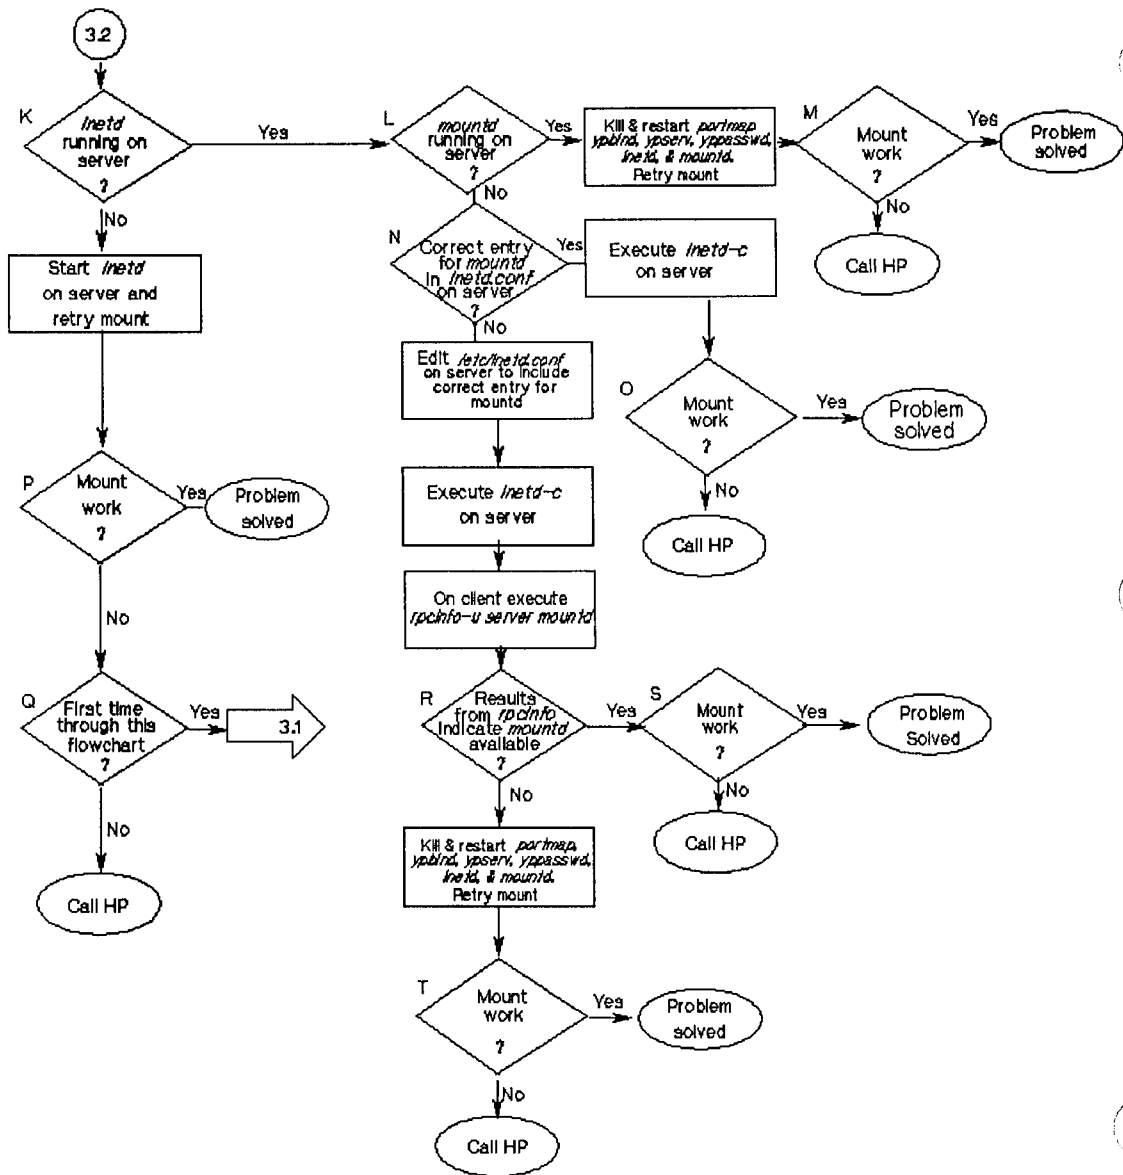 3.2
K
inetd
running on
server
?
Yes
L
mountd
running on
server
?
Yes
Kill & restart portmap,
ypbind, ypserv, yppasswd,
inetd, & mountd.
Retry mount
M
Mount
work
?
Yes
Problem
solved
No
Call HP
No
Start inetd
on server and
retry mount
No
N
Correct entry
for mountd
in inetd.conf
on server
?
Yes
Execute inetd-c
on server
No
Edit /etc/inetd.conf
on server to include
correct entry for
mountd
O
Mount
work
?
Yes
Problem
solved
No
Call HP
P
Mount
work
?
Yes
Problem
solved
No
Execute inetd-c
on server
On client execute
rpcinfo-u server mountd
Q
First time
through this
flowchart
?
Yes
3.1
No
Call HP
R
Results
from rpcinfo
indicate mountd
available
?
Yes
S
Mount
work
?
Yes
Problem
Solved
No
Call HP
No
Kill & restart portmap,
ypbind, ypserv, yppasswd,
inetd, & mountd.
Retry mount
T
Mount
work
?
Yes
Problem
solved
No
Call HP